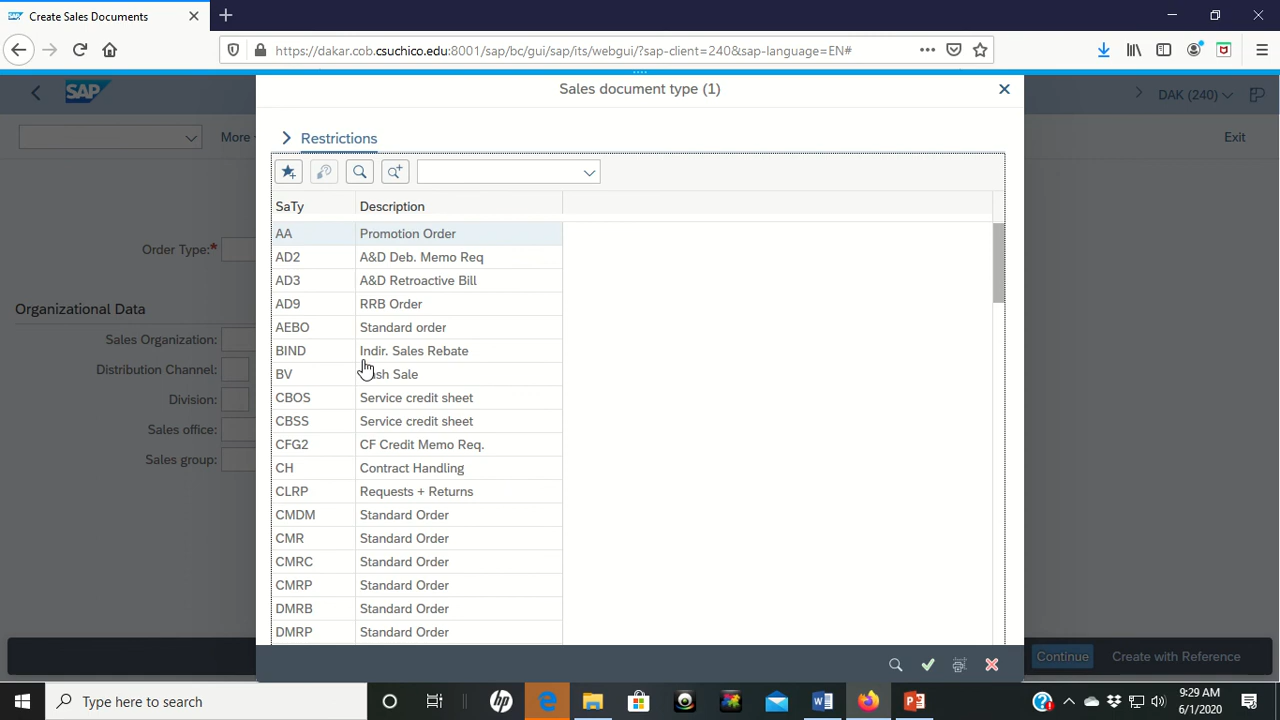 Create Sales Documents
https://dakar.cob.csuchico.edu:8001/sap/bc/gui/sap/its/webgui/?sap-client=240&sap-language=EN#
SAP
DAK (240)
More
Exit
Sales document type (1)
Restrictions
SaTy Description
AA Promotion Order
AD2 A&D Deb. Memo Req
AD3 A&D Retroactive Bill
AD9 RRB Order
AEBO Standard order
BIND Indir. Sales Rebate
BV Sale
CBOS Service credit sheet
CBSS Service credit sheet
CFG2 CF Credit Memo Req.
CH Contract Handling
CLRP Requests + Returns
CMDM Standard Order
CMR Standard Order
CMRC Standard Order
CMRP Standard Order
DMRB Standard Order
DMRP Standard Order
Order Type:*
Organizational Data
Sales Organization:
Distribution Channel:
Division:
Sales office:
Sales group:
Continue Create with Reference
Type here to search
9:29 AM
6/1/2020